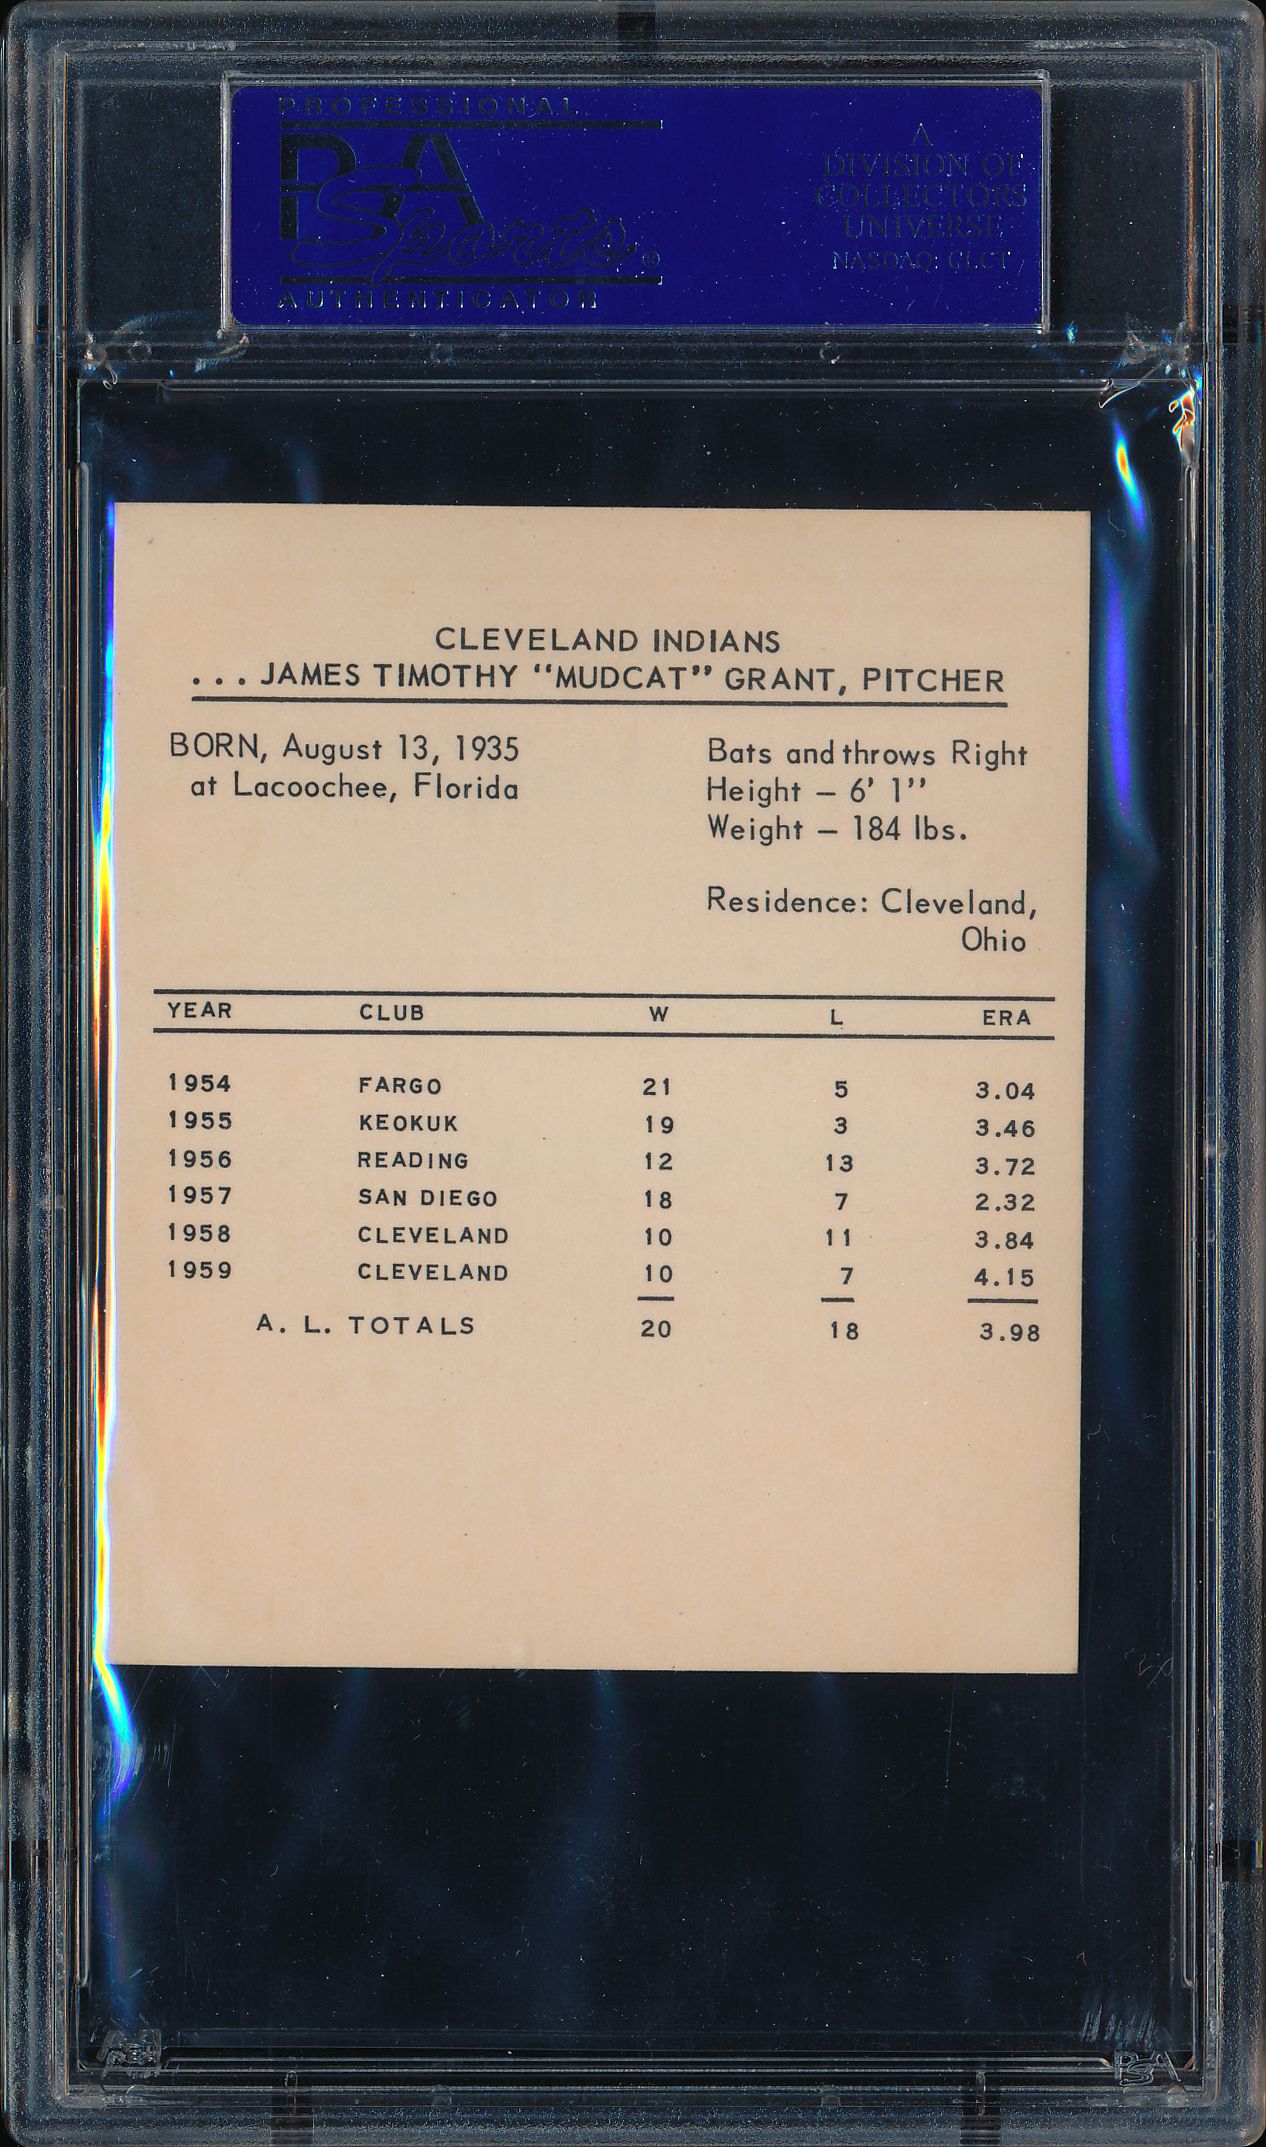 PROFESSIONAL
PSA
Sports®
AUTHENTICATOR
A
DIVISION OF
COLLECTORS
UNIVERSE
NASDAQ: CLCT
CLEVELAND INDIANS
...JAMES TIMOTHY "MUDCAT" GRANT, PITCHER
BORN, August 13, 1935
at Lacoochee, Florida
Bats and throws Right
Height – 6' 1''
Weight – 184 lbs.
Residence: Cleveland,
Ohio
YEAR CLUB W L ERA
1954 FARGO 21 5 3.04
1955 KEOKUK 19 3 3.46
1956 READING 12 13 3.72
1957 SAN DIEGO 18 7 2.32
1958 CLEVELAND 10 11 3.84
1959 CLEVELAND 10 7 4.15
A. L. TOTALS 20 18 3.98
PSA